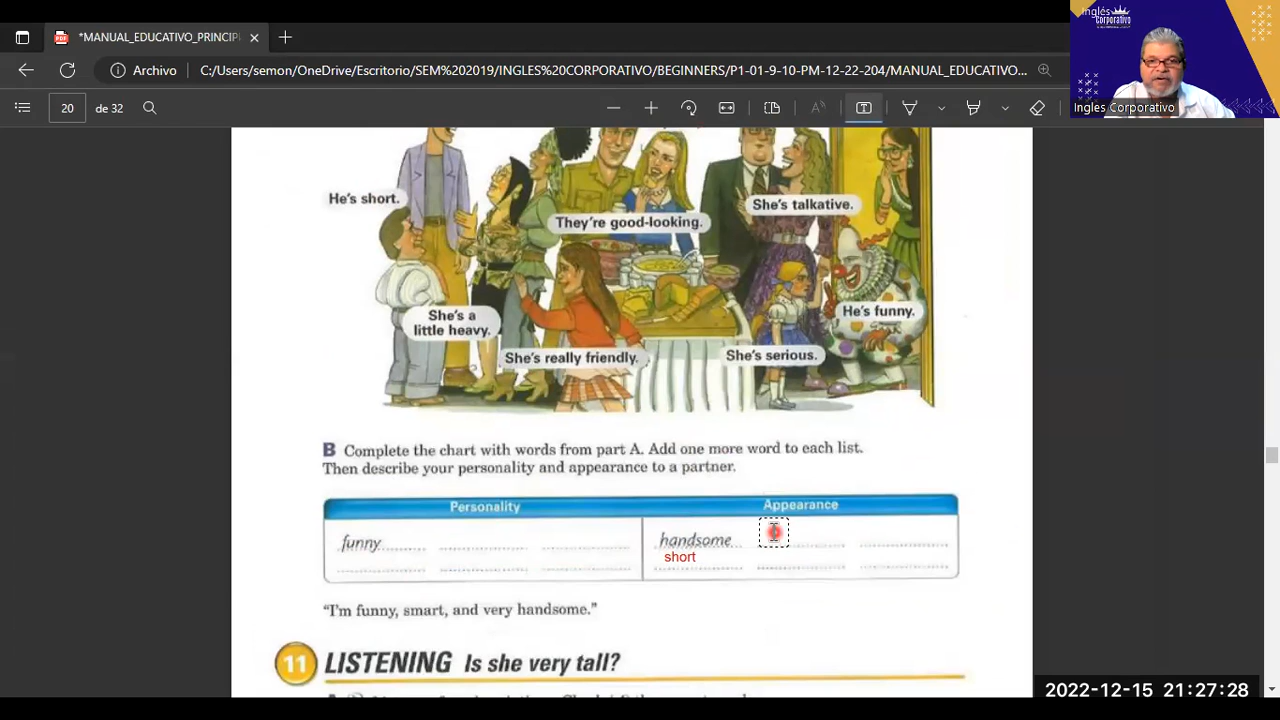 *MANUAL_EDUCATIVO_PRINCIPI
Archivo
C:/Users/semon/OneDrive/Escritorio/SEM%202019/INGLES%20CORPORATIVO/BEGINNERS/P1-01-9-10-PM-12-22-204/MANUAL_EDUCATIVO...
20 de 32
Inglés
Corporativo
Ingles Corporativo
He's short.
She's talkative.
They're good-looking.
He's funny.
She's a
little heavy.
She's really friendly.
She's serious.
B Complete the chart with words from part A. Add one more word to each list.
Then describe your personality and appearance to a partner.
Personality Appearance
funny handsome
short
"I'm funny, smart, and very handsome."
11 LISTENING Is she very tall?
2022-12-15 21:27:28